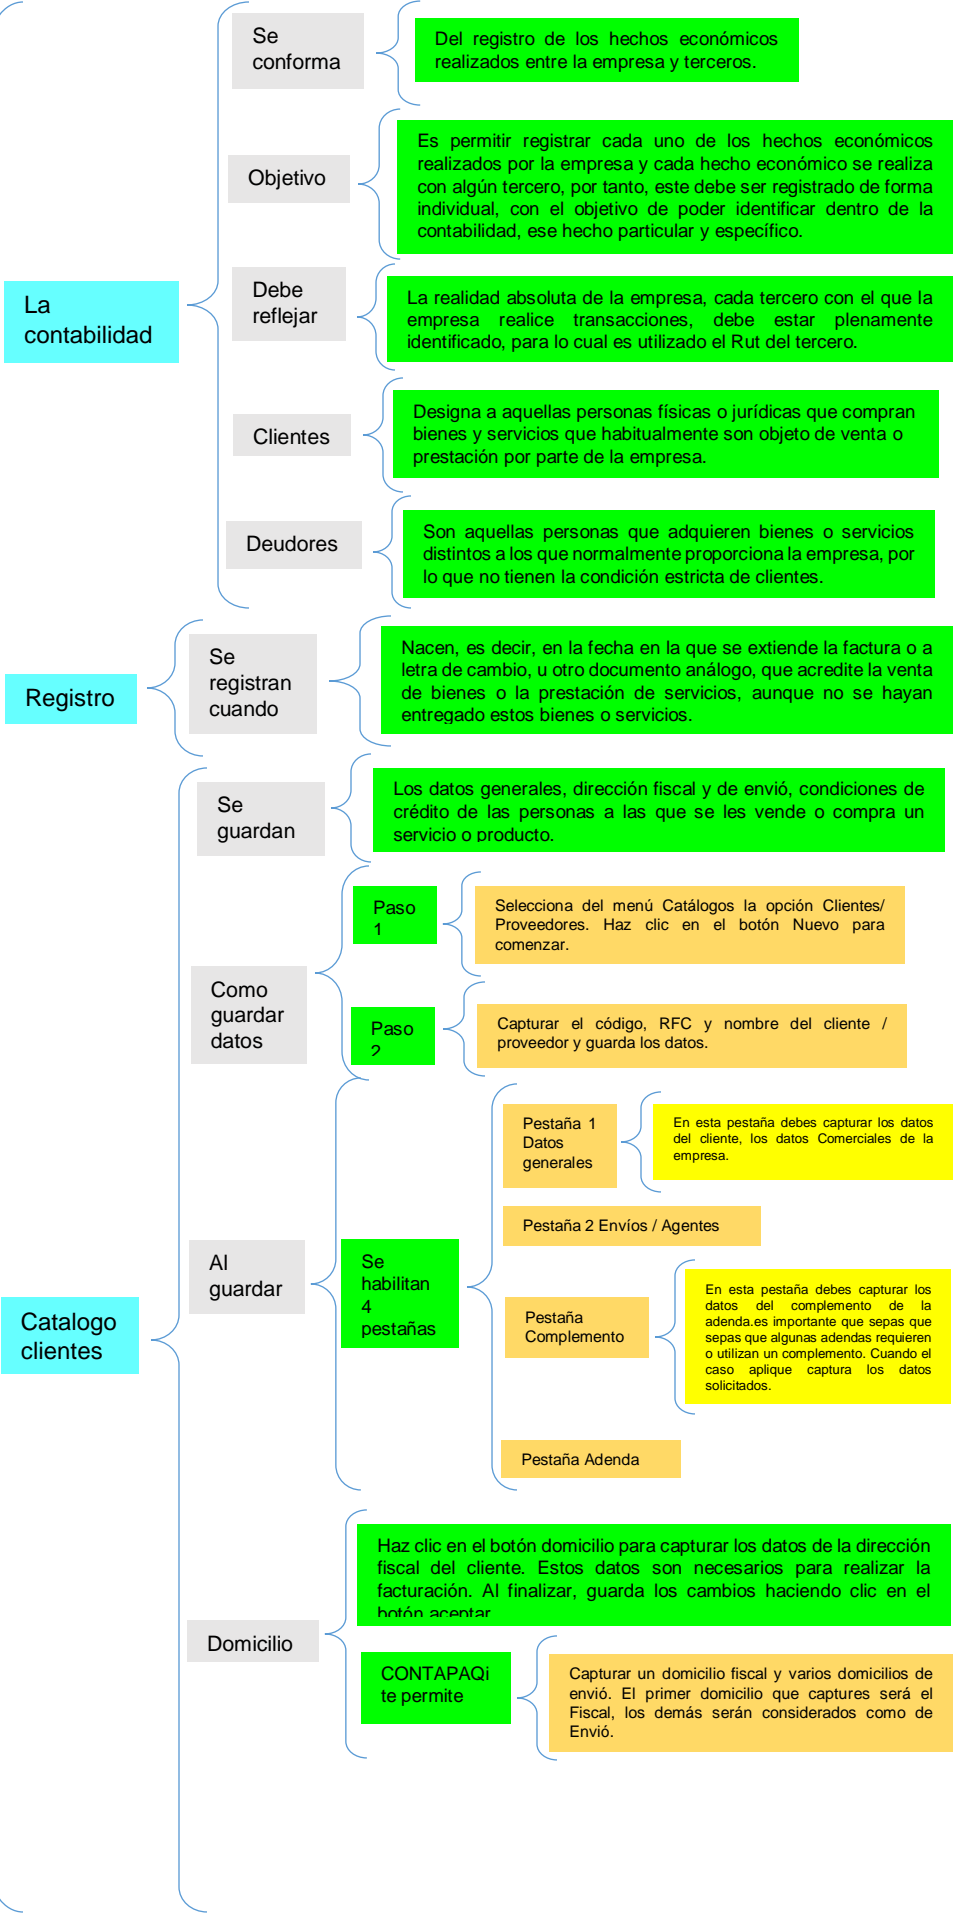 La
contabilidad
Se
conforma
Del registro de los hechos económicos
realizados entre la empresa y terceros.
Objetivo
Es permitir registrar cada uno de los hechos económicos
realizados por la empresa y cada hecho económico se realiza
con algún tercero, por tanto, este debe ser registrado de forma
individual, con el objetivo de poder identificar dentro de la
contabilidad, ese hecho particular y específico.
Debe
reflejar
La realidad absoluta de la empresa, cada tercero con el que la
empresa realice transacciones, debe estar plenamente
identificado, para lo cual es utilizado el Rut del tercero.
Clientes
Designa a aquellas personas físicas o jurídicas que compran
bienes y servicios que habitualmente son objeto de venta o
prestación por parte de la empresa.
Deudores
Son aquellas personas que adquieren bienes o servicios
distintos a los que normalmente proporciona la empresa, por
lo que no tienen la condición estricta de clientes.
Registro
Se
registran
cuando
Nacen, es decir, en la fecha en la que se extiende la factura o a
letra de cambio, u otro documento análogo, que acredite la venta
de bienes o la prestación de servicios, aunque no se hayan
entregado estos bienes o servicios.
Catalogo
clientes
Se
guardan
Los datos generales, dirección fiscal y de envió, condiciones de
crédito de las personas a las que se les vende o compra un
servicio o producto.
Como
guardar
datos
Paso
1
Selecciona del menú Catálogos la opción Clientes/
Proveedores. Haz clic en el botón Nuevo para
comenzar.
Paso
2
Capturar el código, RFC y nombre del cliente /
proveedor y guarda los datos.
Al
guardar
Se
habilitan
4
pestañas
Pestaña 1
Datos
generales
En esta pestaña debes capturar los datos
del cliente, los datos Comerciales de la
empresa.
Pestaña 2 Envíos / Agentes
Pestaña
Complemento
En esta pestaña debes capturar los
datos del complemento de la
adenda.es importante que sepas que
sepas que algunas adendas requieren
o utilizan un complemento. Cuando el
caso aplique captura los datos
solicitados.
Pestaña Adenda
Domicilio
Haz clic en el botón domicilio para capturar los datos de la dirección
fiscal del cliente. Estos datos son necesarios para realizar la
facturación. Al finalizar, guarda los cambios haciendo clic en el
botón aceptar
CONTAPAQi
te permite
Capturar un domicilio fiscal y varios domicilios de
envió. El primer domicilio que captures será el
Fiscal, los demás serán considerados como de
Envió.